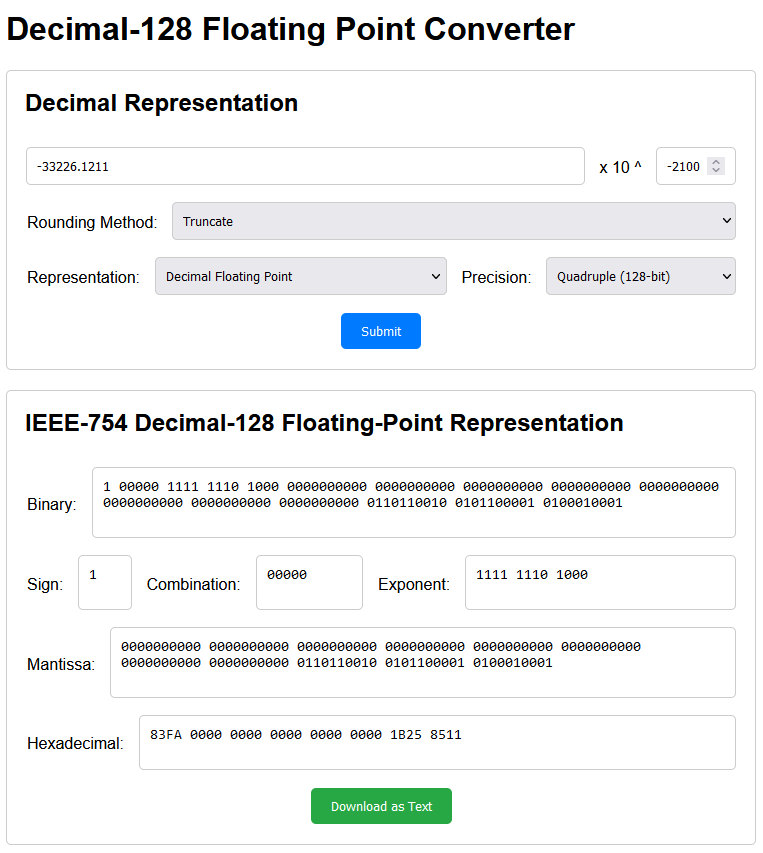 Decimal-128 Floating Point Converter
Decimal Representation
-33226.1211 x 10 ^ -2100
Rounding Method: Truncate
Representation: Decimal Floating Point Precision: Quadruple (128-bit)
Submit
IEEE-754 Decimal-128 Floating-Point Representation
Binary: 1 00000 1111 1110 1000 0000000000 0000000000 0000000000 0000000000 0000000000
0000000000 0000000000 0000000000 0110110010 0101100001 0100010001
Sign: 1 Combination: 00000 Exponent: 1111 1110 1000
Mantissa: 0000000000 0000000000 0000000000 0000000000 0000000000 0000000000
0000000000 0000000000 0110110010 0101100001 0100010001
Hexadecimal: 83FA 0000 0000 0000 0000 0000 1B25 8511
Download as Text